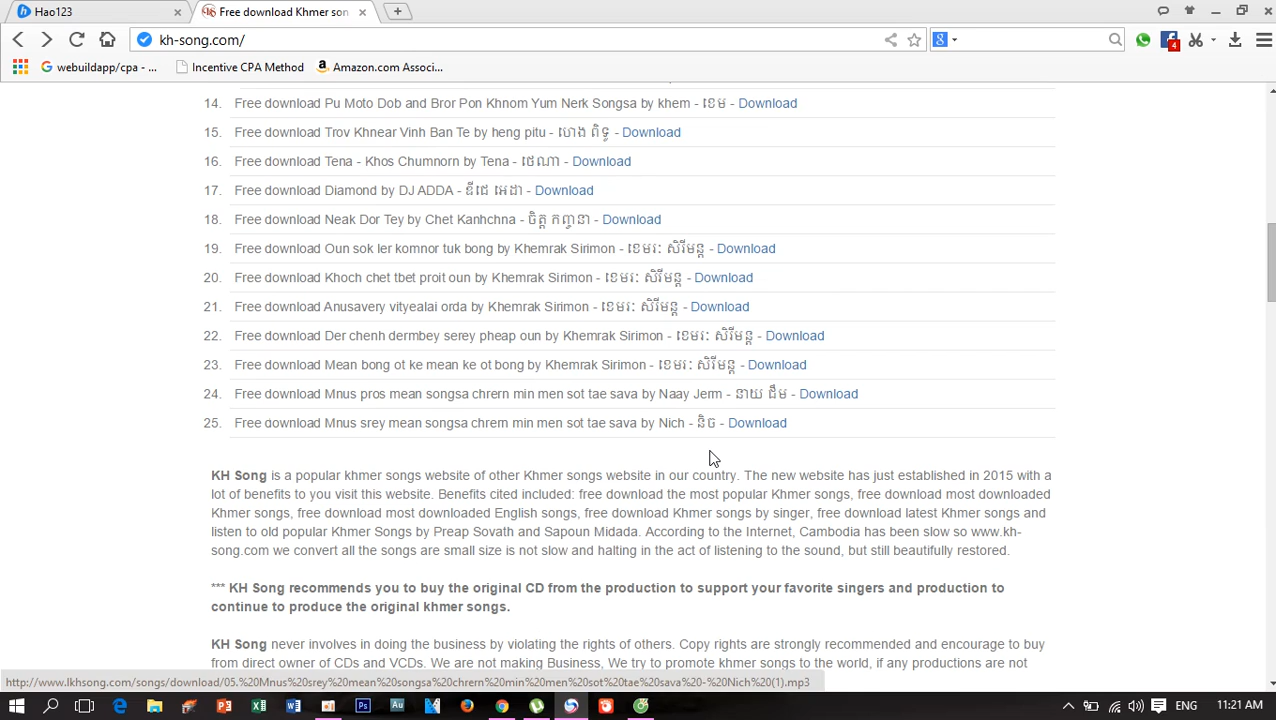 Hao123
Free download Khmer son
kh-song.com/
4
webuildapp/cpa - ...
Incentive CPA Method
Amazon.com Associ...
14. Free download Pu Moto Dob and Bror Pon Khnom Yum Nerk Songsa by khem - ខេម - Download
15. Free download Trov Khnear Vinh Ban Te by heng pitu - ហេង ពិទូ - Download
16. Free download Tena - Khos Chumnorn by Tena - ថេណា - Download
17. Free download Diamond by DJ ADDA - ឌីជេ អេដា - Download
18. Free download Neak Dor Tey by Chet Kanhchna - ចិត្ត កញ្ចនា - Download
19. Free download Oun sok ler komnor tuk bong by Khemrak Sirimon - ខេមរៈ សិរីមន្ត - Download
20. Free download Khoch chet tbet proit oun by Khemrak Sirimon - ខេមរៈ សិរីមន្ត - Download
21. Free download Anusavery vityealai orda by Khemrak Sirimon - ខេមរៈ សិរីមន្ត - Download
22. Free download Der chenh dermbey serey pheap oun by Khemrak Sirimon - ខេមរៈ សិរីមន្ត - Download
23. Free download Mean bong ot ke mean ke ot bong by Khemrak Sirimon - ខេមរៈ សិរីមន្ត - Download
24. Free download Mnus pros mean songsa chrern min men sot tae sava by Naay Jerm - នាយ ជឺម - Download
25. Free download Mnus srey mean songsa chrern min men sot tae sava by Nich - និច - Download
KH Song is a popular khmer songs website of other Khmer songs website in our country. The new website has just established in 2015 with a
lot of benefits to you visit this website. Benefits cited included: free download the most popular Khmer songs, free download most downloaded
Khmer songs, free download most downloaded English songs, free download Khmer songs by singer, free download latest Khmer songs and
listen to old popular Khmer Songs by Preap Sovath and Sapoun Midada. According to the Internet, Cambodia has been slow so www.kh-
song.com we convert all the songs are small size is not slow and halting in the act of listening to the sound, but still beautifully restored.
*** KH Song recommends you to buy the original CD from the production to support your favorite singers and production to
continue to produce the original khmer songs.
KH Song never involves in doing the business by violating the rights of others. Copy rights are strongly recommended and encourage to buy
from direct owner of CDs and VCDs. We are not making Business, We try to promote khmer songs to the world, if any productions are not
http://www.lkhsong.com/songs/download/05.%20Mnus%20srey%20mean%20songsa%20chrern%20min%20men%20sot%20tae%20sava%20-%20Nich%20(1).mp3
ENG 11:21 AM